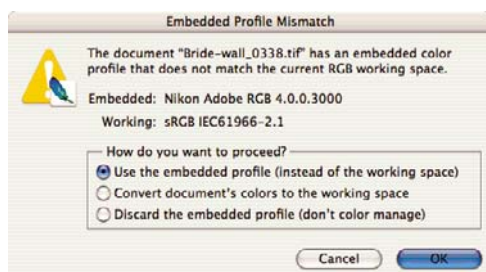 Embedded Profile Mismatch
The document "Bride-wall_0338.tif" has an embedded color
profile that does not match the current RGB working space.
Embedded: Nikon Adobe RGB 4.0.0.3000
Working: sRGB IEC61966-2.1
How do you want to proceed?
Use the embedded profile (instead of the working space)
Convert document's colors to the working space
Discard the embedded profile (don't color manage)
Cancel OK